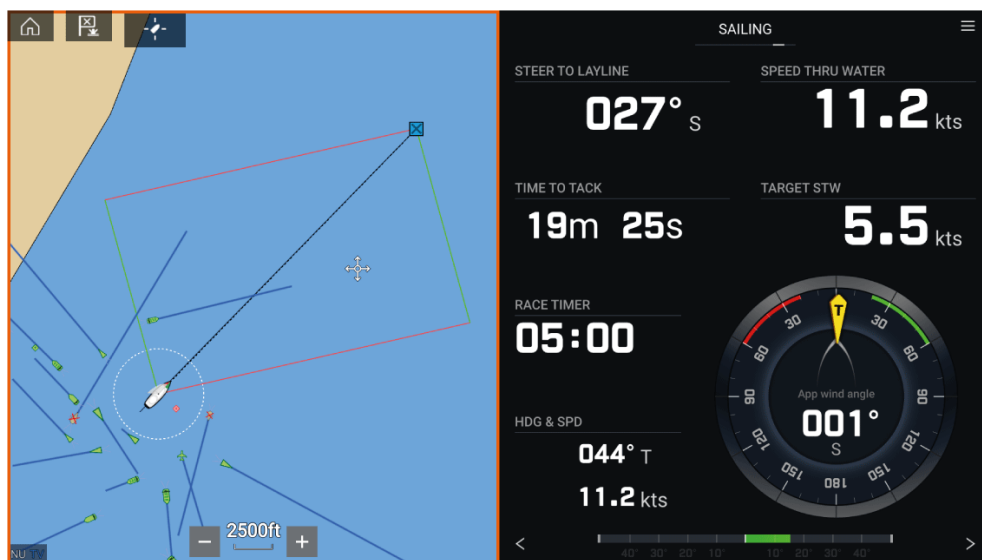 SAILING
STEER TO LAYLINE
027° S
SPEED THRU WATER
11.2 kts
TIME TO TACK
19m 25s
TARGET STW
5.5 kts
RACE TIMER
05:00
HDG & SPD
044° T
11.2 kts
T
30 30
60 60
90 90
120 120
150 150
180
App wind angle
001°
S
40° 30° 20° 10° 10° 20° 30° 40°
2500ft
− +
NU TV
< >